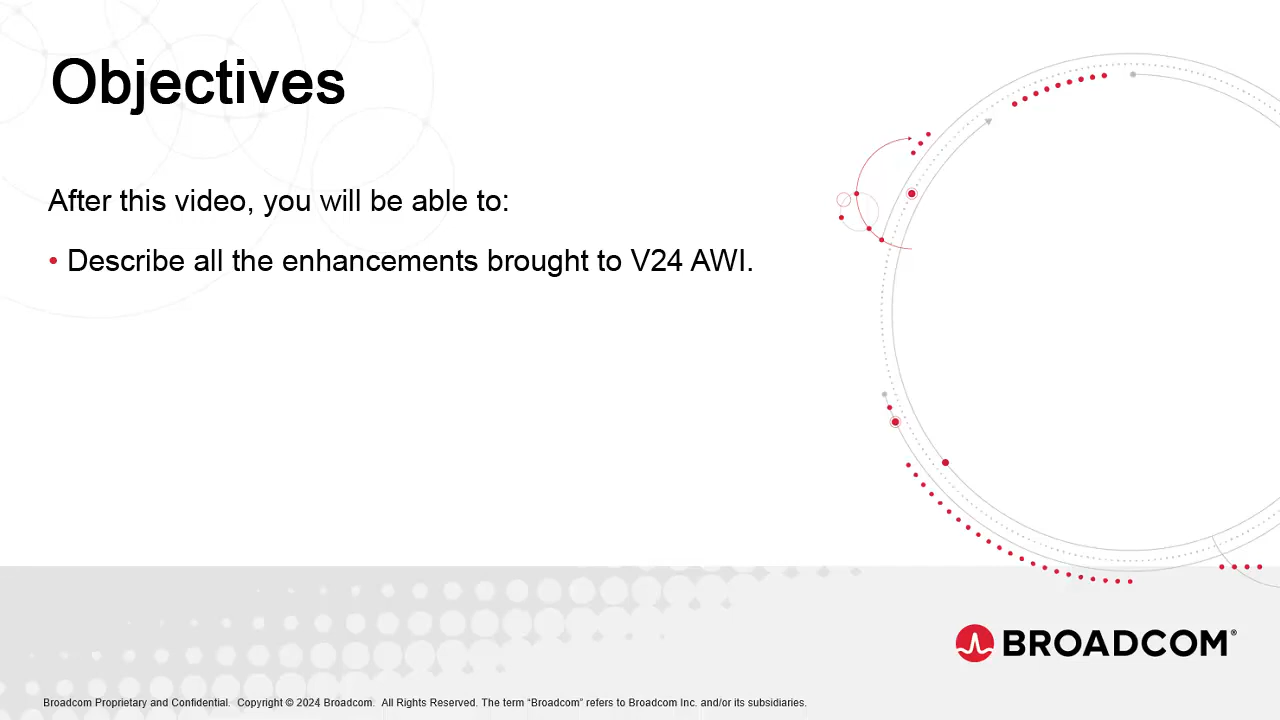 Objectives
After this video, you will be able to:
• Describe all the enhancements brought to V24 AWI.
BROADCOM®
Broadcom Proprietary and Confidential. Copyright © 2024 Broadcom. All Rights Reserved. The term “Broadcom” refers to Broadcom Inc. and/or its subsidiaries.